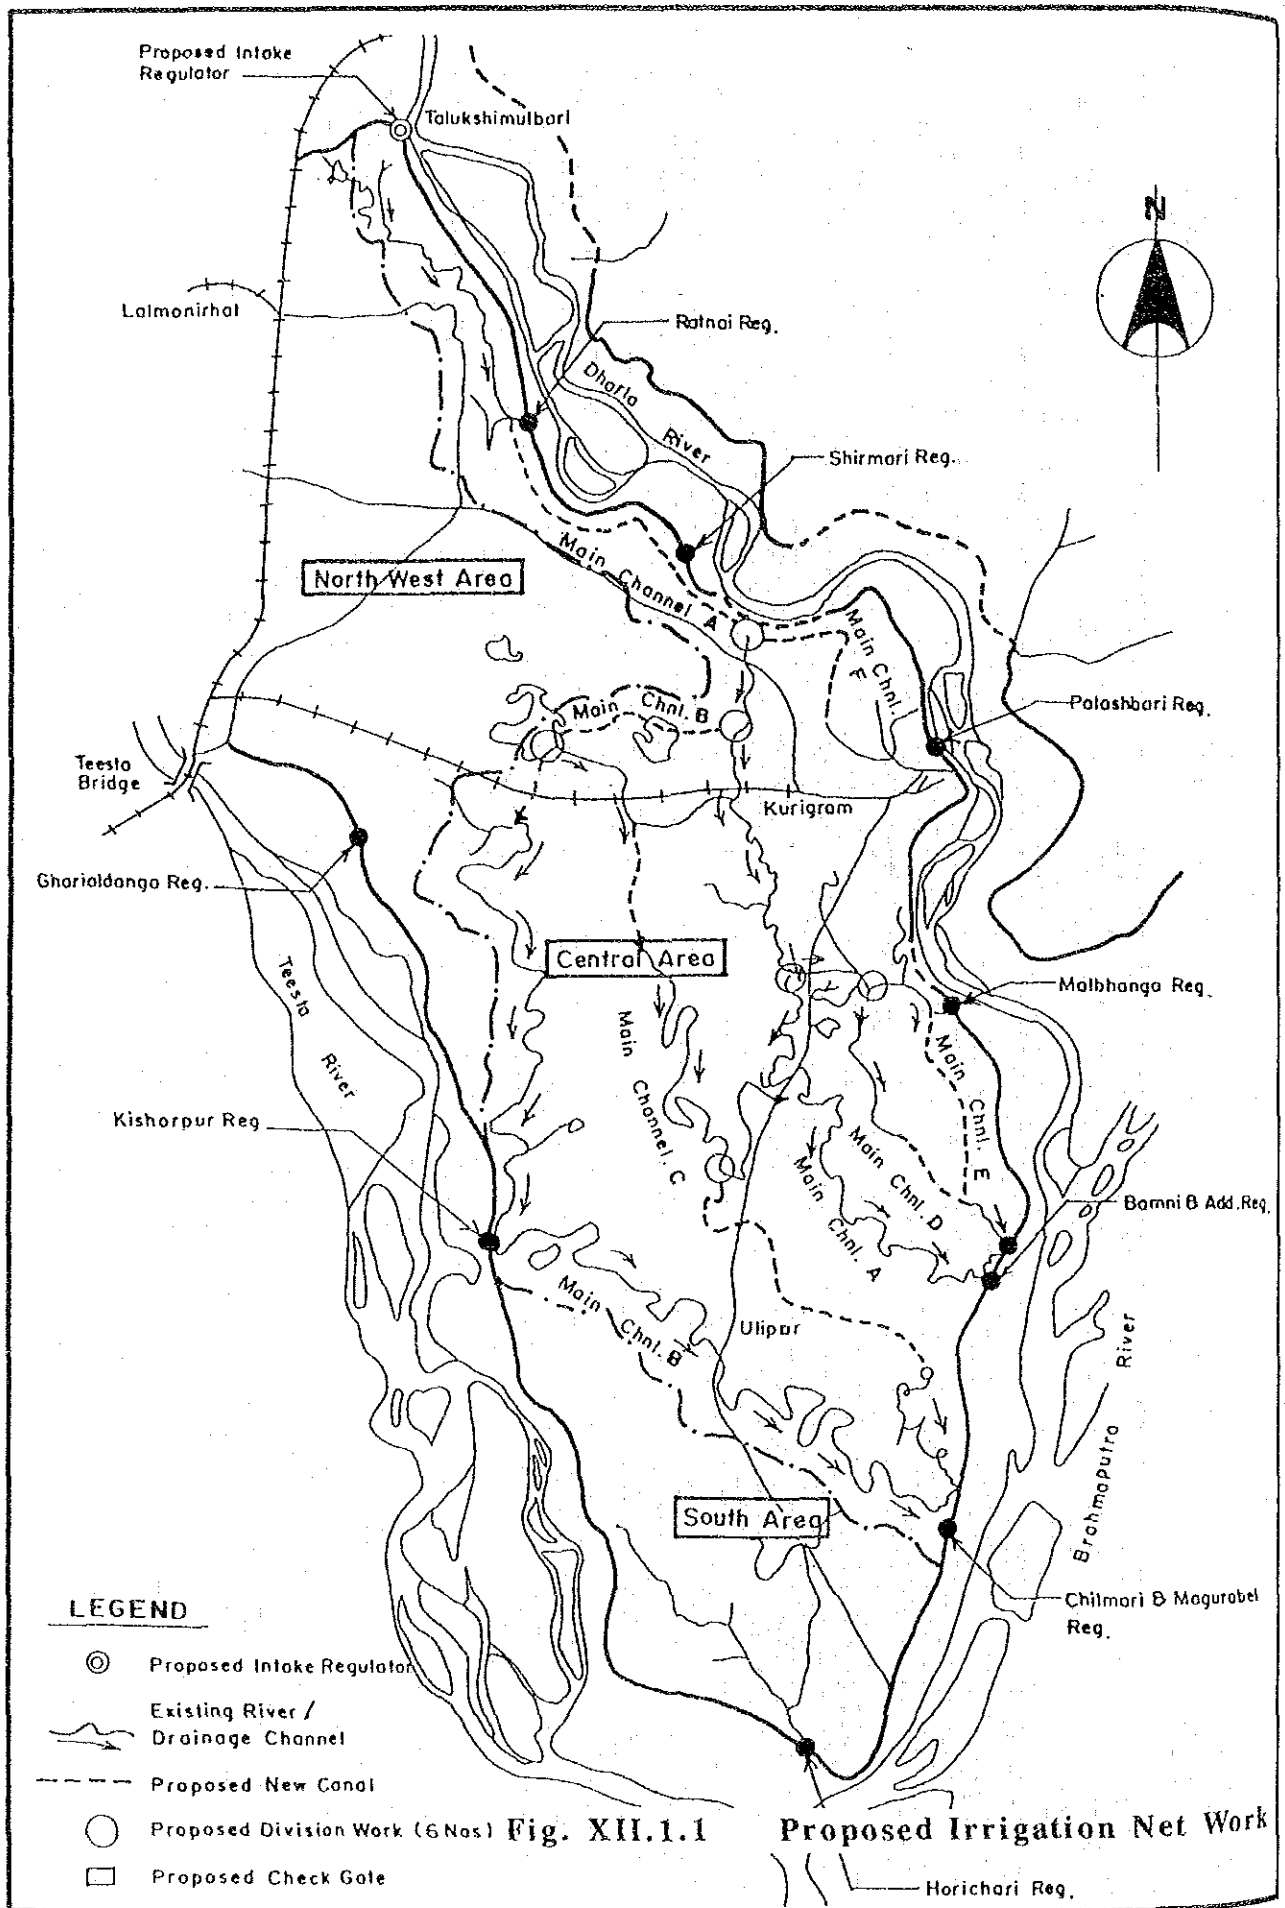 Proposed Intake
Regulator
Talukshimulbari
N
Lalmonirhat
Ratnai Reg.
Dharla
River
Shirmari Reg.
North West Area
Main Channel A
Main Chnl. F
Main Chnl. B
Palashbari Reg.
Teesta
Bridge
Kurigram
Gharialdanga Reg.
Central Area
Teesta
River
A
Malbhanga Reg.
Main Channel. C
Main Chnl. E
Kishorpur Reg
Main Chnl. D
Main Chnl. A
Bamni & Add. Reg.
Main Chnl. B
Ulipur
Brahmaputra River
South Area
Chilmari & Magurabel
Reg.
LEGEND
Proposed Intake Regulator
Existing River /
Drainage Channel
Proposed New Canal
Proposed Division Work (6 Nos)
Fig. XII.1.1 Proposed Irrigation Net Work
Proposed Check Gate
Horichari Reg.